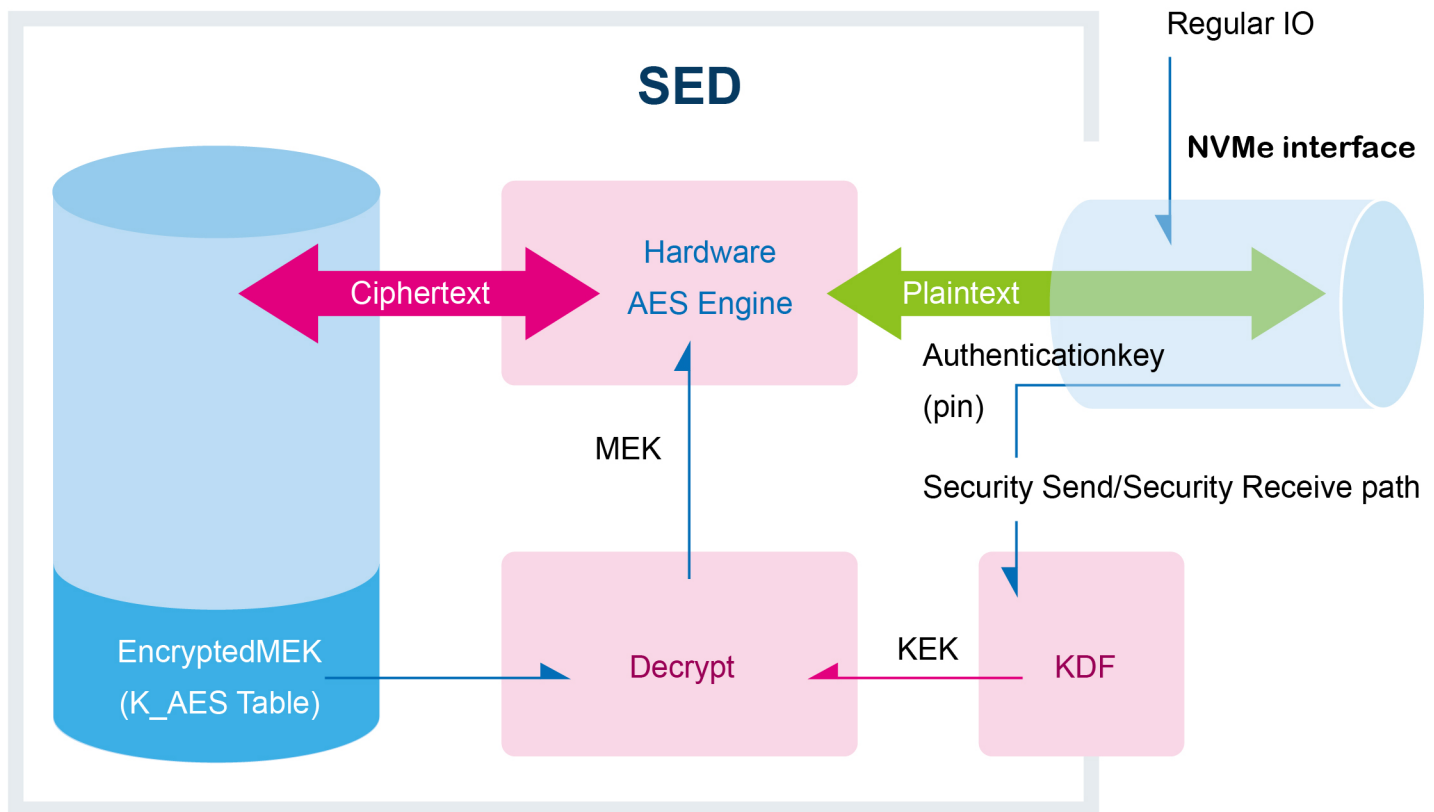 Regular IO
SED
NVMe interface
Hardware
AES Engine
Ciphertext
Plaintext
Authenticationkey
(pin)
MEK
Security Send/Security Receive path
EncryptedMEK
(K_AES Table)
Decrypt
KEK
KDF